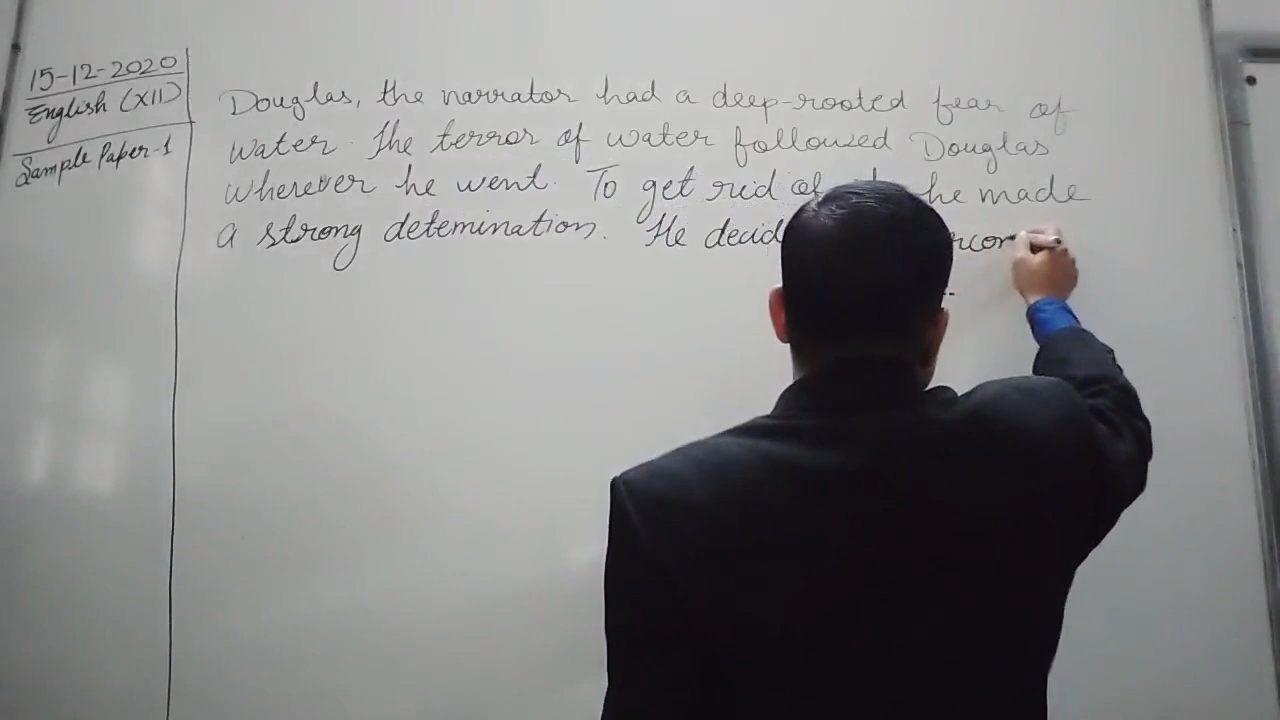 15-12-2020
English (XII)
Sample Paper-1
Douglas, the narrator had a deep-rooted fear of
water. The terror of water followed Douglas
wherever he went. To get rid of he made
a strong detemination. He